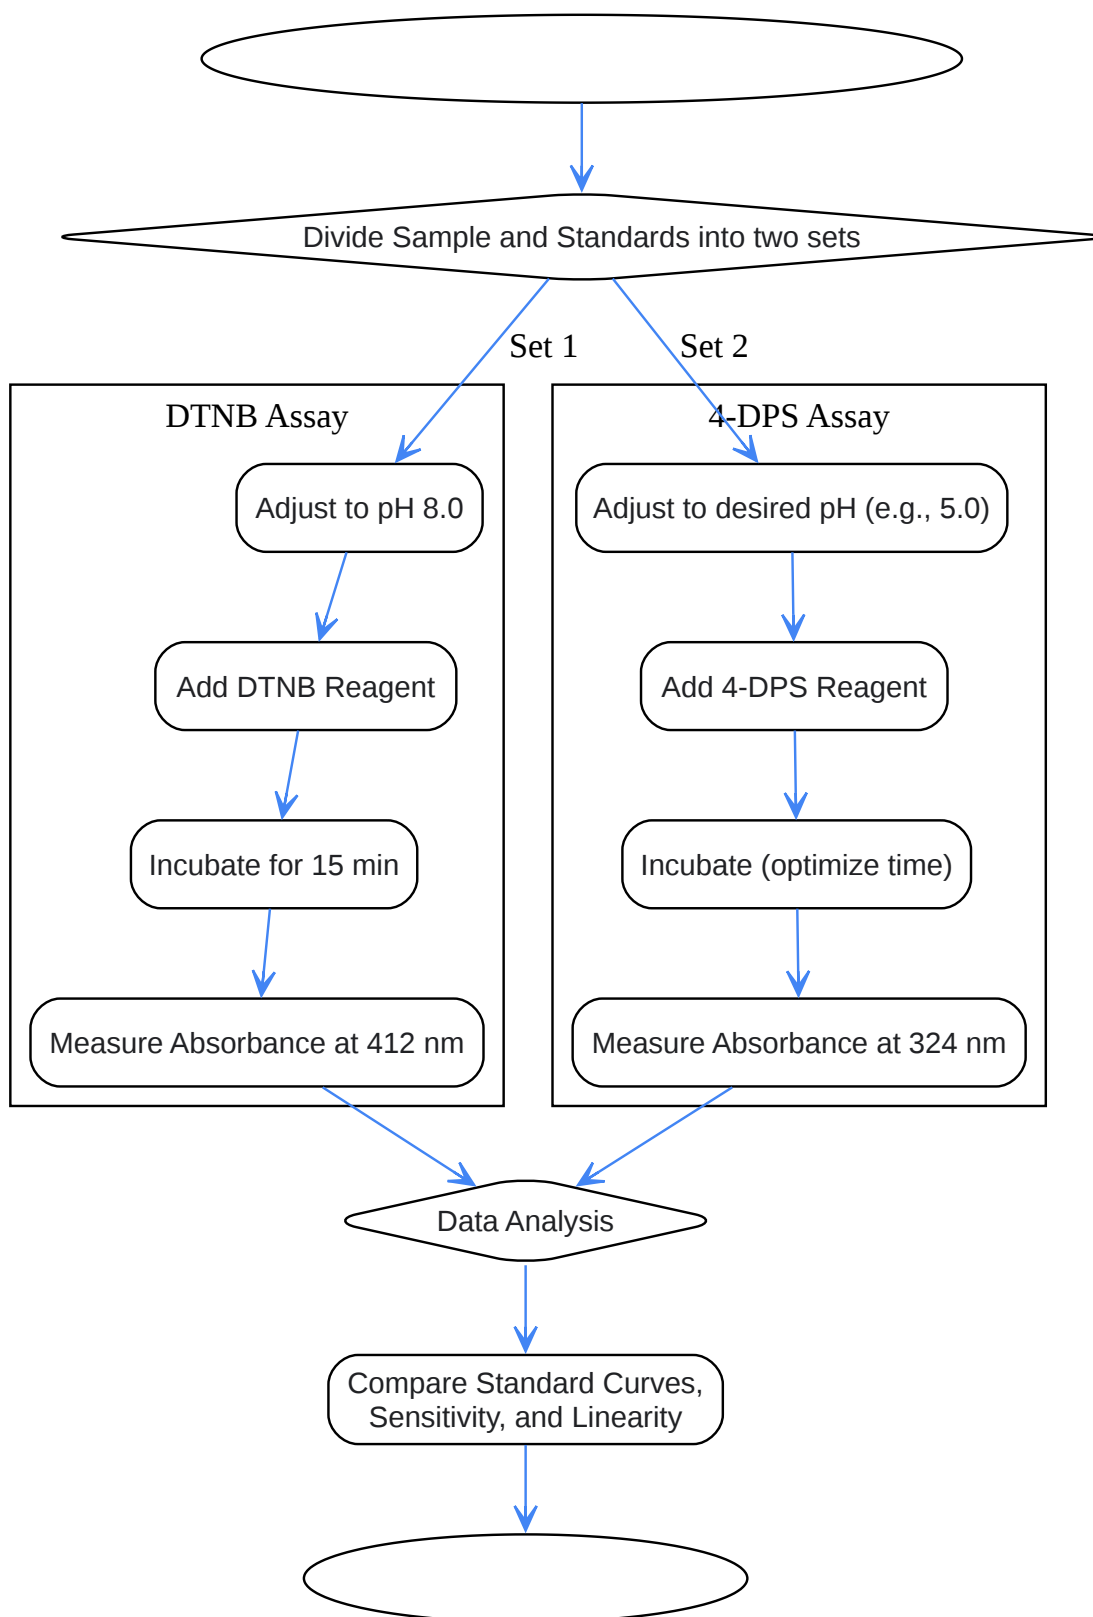 Divide Sample and Standards into two sets
Set 1
Set 2
DTNB Assay
Adjust to pH 8.0
Add DTNB Reagent
Incubate for 15 min
Measure Absorbance at 412 nm
4-DPS Assay
Adjust to desired pH (e.g., 5.0)
Add 4-DPS Reagent
Incubate (optimize time)
Measure Absorbance at 324 nm
Data Analysis
Compare Standard Curves,
Sensitivity, and Linearity